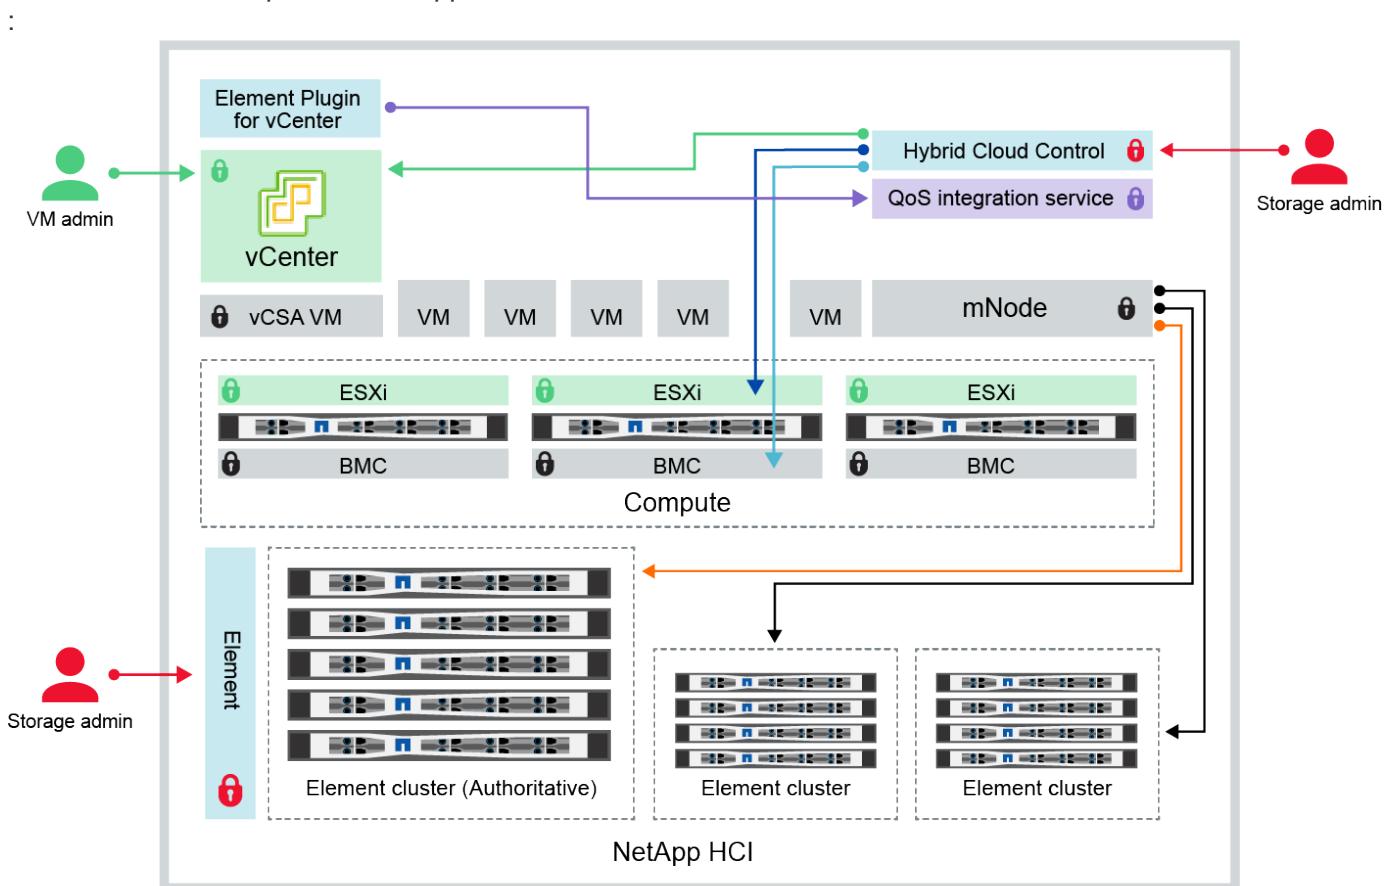 :
Element Plugin
for vCenter
Hybrid Cloud Control
QoS integration service
VM admin
Storage admin
vCenter
vCSA VM
VM
VM
VM
VM
VM
mNode
ESXi
ESXi
ESXi
BMC
BMC
BMC
Compute
Element
Storage admin
Element cluster (Authoritative)
Element cluster
Element cluster
NetApp HCI